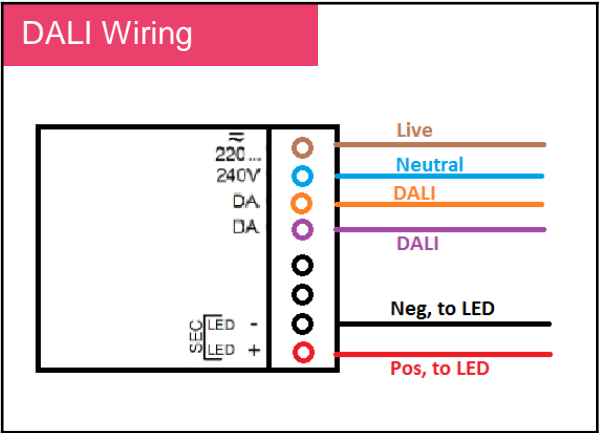 DALI Wiring
≂
220...
240V
DA.
DA.
SEC
LED -
LED +
Live
Neutral
DALI
DALI
Neg, to LED
Pos, to LED